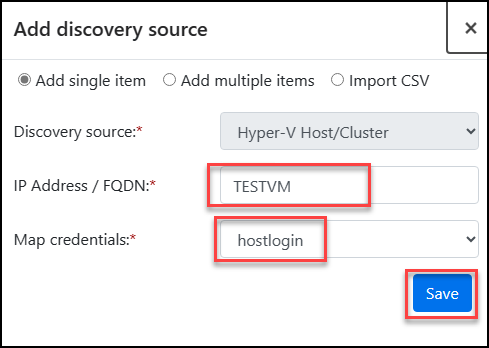 Add discovery source
×
Add single item Add multiple items Import CSV
Discovery source:* Hyper-V Host/Cluster
IP Address / FQDN:* TESTVM
Map credentials:* hostlogin
Save